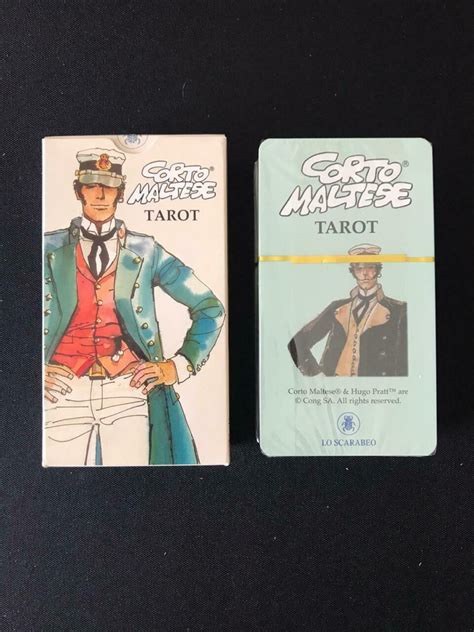 CORTO®
MALTESE
TAROT
CORTO®
MALTESE
TAROT
Corto Maltese® & Hugo Pratt™ are
© Cong SA. All rights reserved.
LO SCARABEO